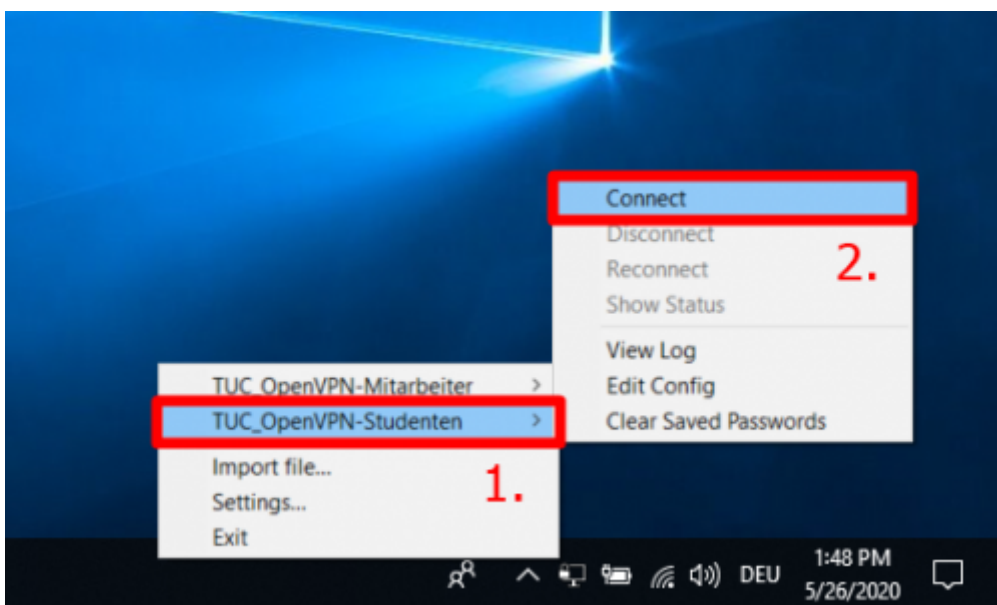 Connect
Disconnect
Reconnect
2.
Show Status
View Log
Edit Config
Clear Saved Passwords
TUC_OpenVPN-Mitarbeiter
TUC_OpenVPN-Studenten
Import file...
1.
Settings...
Exit
DEU
1:48 PM
5/26/2020